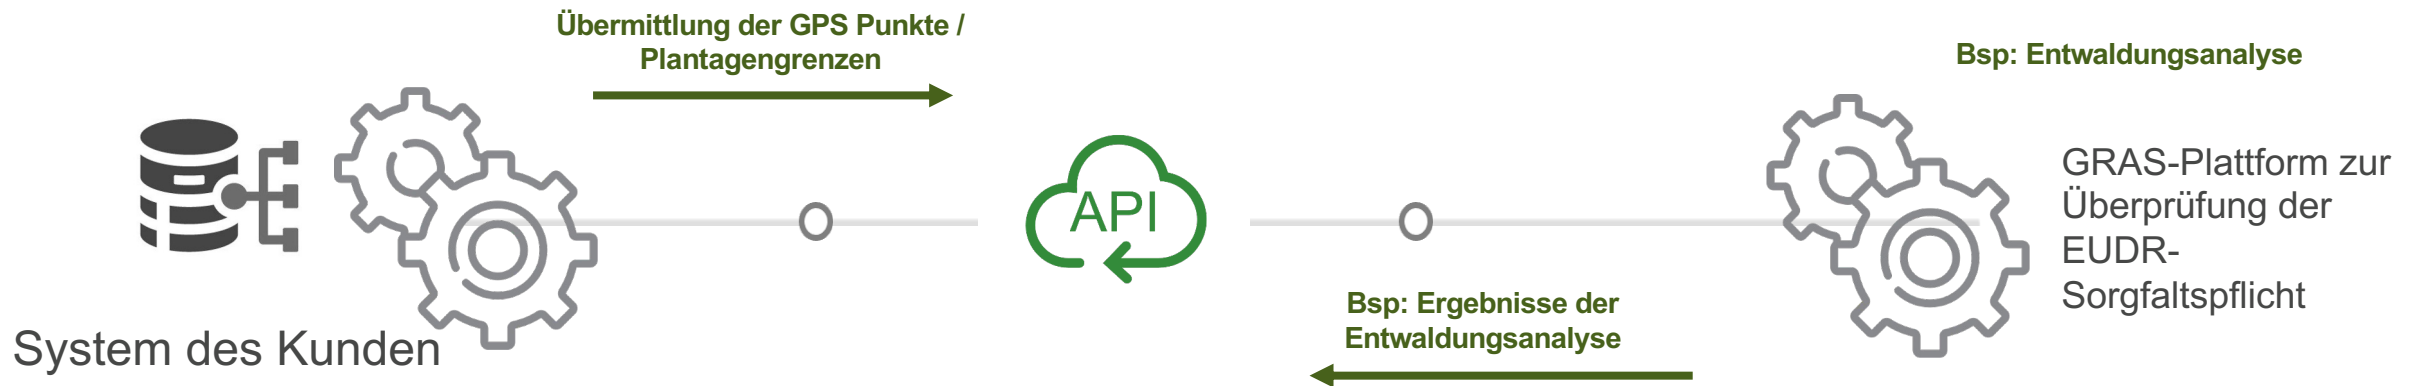 Übermittlung der GPS Punkte /
Plantagengrenzen
Bsp: Entwaldungsanalyse
API
GRAS-Plattform zur
Überprüfung der
EUDR-
Sorgfaltspflicht
Bsp: Ergebnisse der
Entwaldungsanalyse
System des Kunden